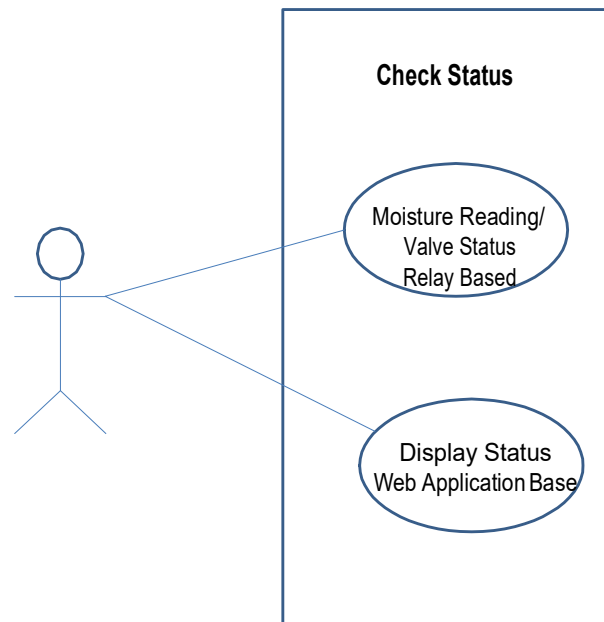 Check Status
Moisture Reading/
Valve Status
Relay Based
Display Status
Web Application Base